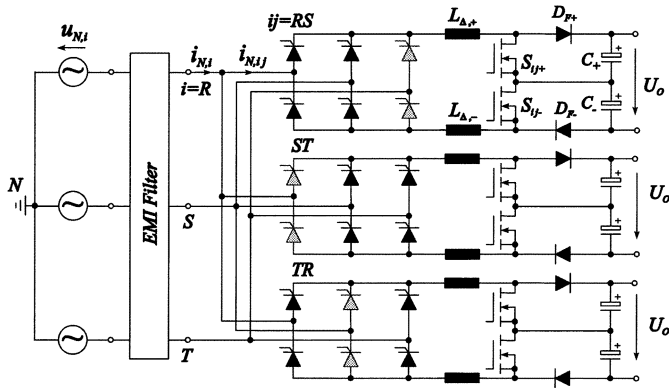 u_{N,i}
ij=RS
L_{Δ,+}
D_{F+}
i_{N,i}
i_{N,ij}
S_{ij+}
C_+
i=R
U_o
S_{ij-}
C_-
L_{Δ,-}
D_{F-}
ST
N
EMI Filter
S
U_o
TR
T
U_o
+
+
+
+
+
+